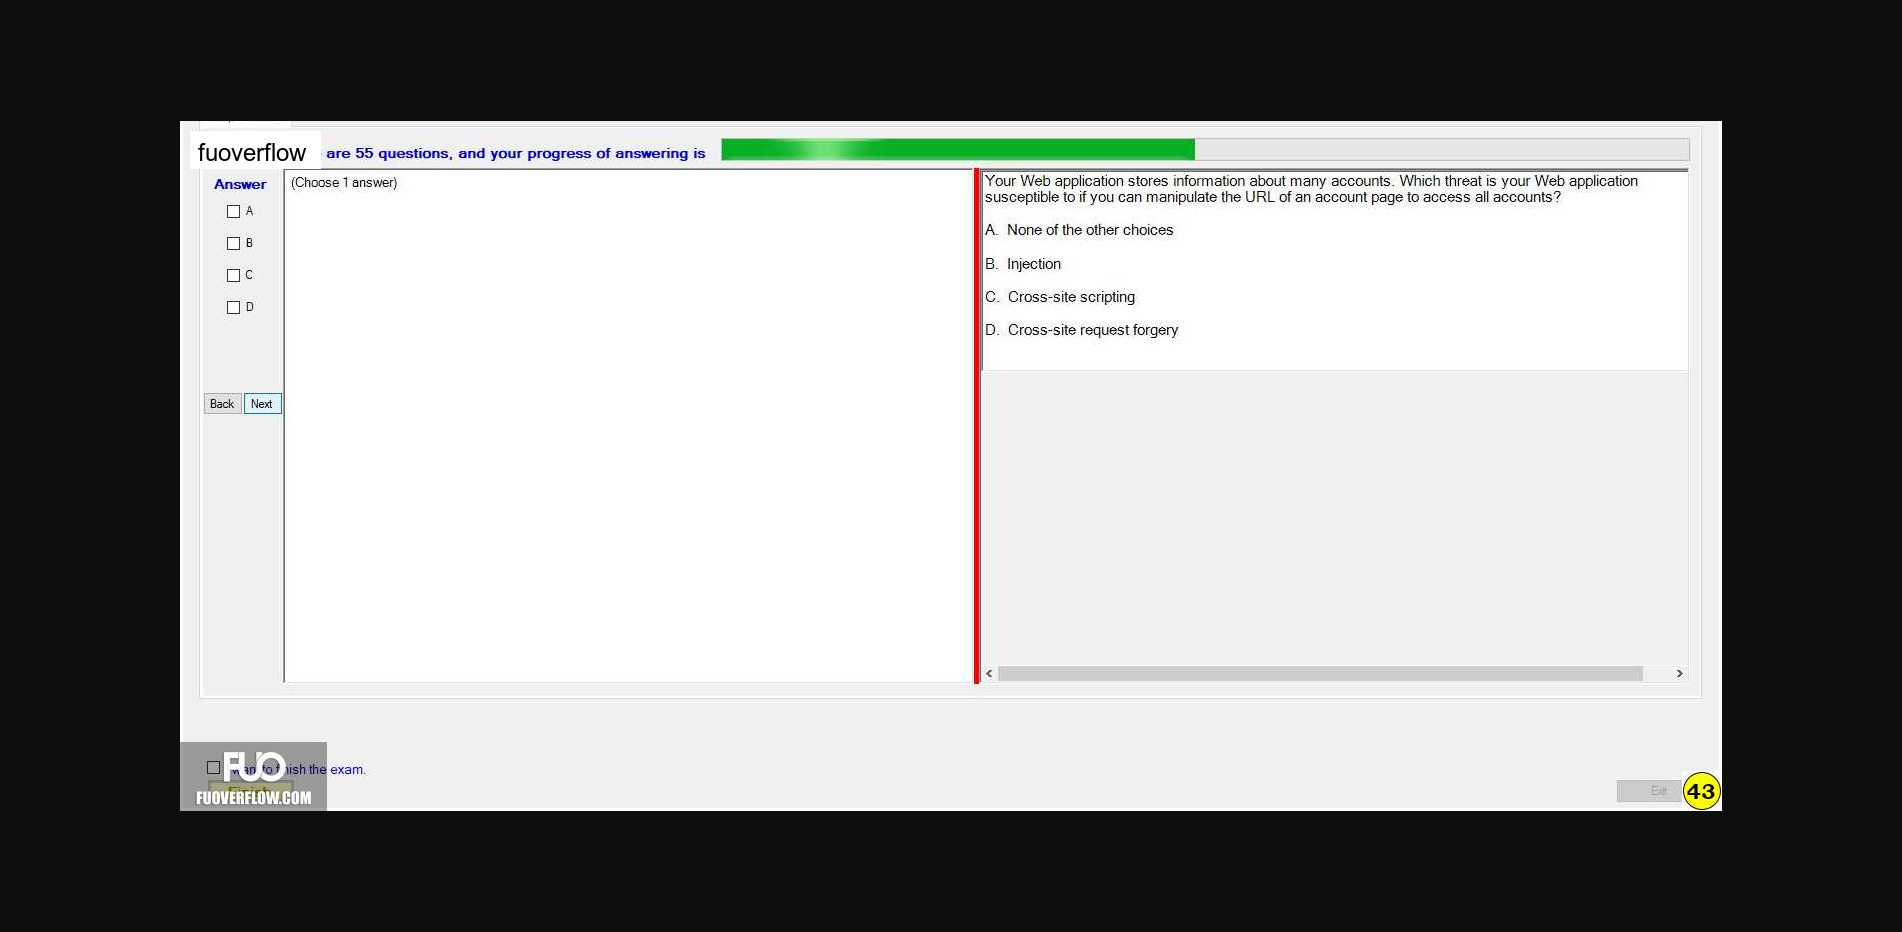 fuoverflow are 55 questions, and your progress of answering is
Answer
(Choose 1 answer)
A
B
C
D
Back Next
Your Web application stores information about many accounts. Which threat is your Web application
susceptible to if you can manipulate the URL of an account page to access all accounts?
A. None of the other choices
B. Injection
C. Cross-site scripting
D. Cross-site request forgery
FUO
want to finish the exam.
Finish
FUOVERFLOW.COM
Exit
43